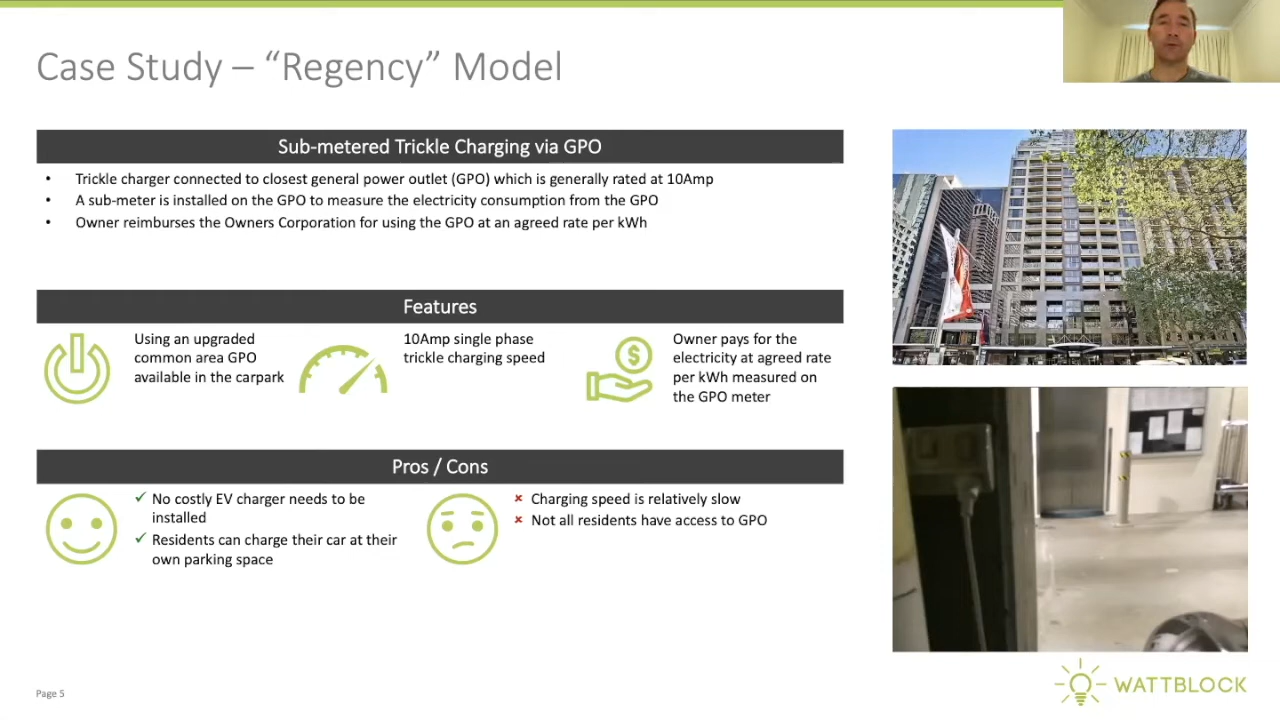 Case Study – “Regency” Model
Sub-metered Trickle Charging via GPO
• Trickle charger connected to closest general power outlet (GPO) which is generally rated at 10Amp
• A sub-meter is installed on the GPO to measure the electricity consumption from the GPO
• Owner reimburses the Owners Corporation for using the GPO at an agreed rate per kWh
Features
Using an upgraded
common area GPO
available in the carpark
10Amp single phase
trickle charging speed
$
Owner pays for the
electricity at agreed rate
per kWh measured on
the GPO meter
Pros / Cons
✓ No costly EV charger needs to be
installed
✓ Residents can charge their car at their
own parking space
× Charging speed is relatively slow
× Not all residents have access to GPO
Page 5
WATTBLOCK